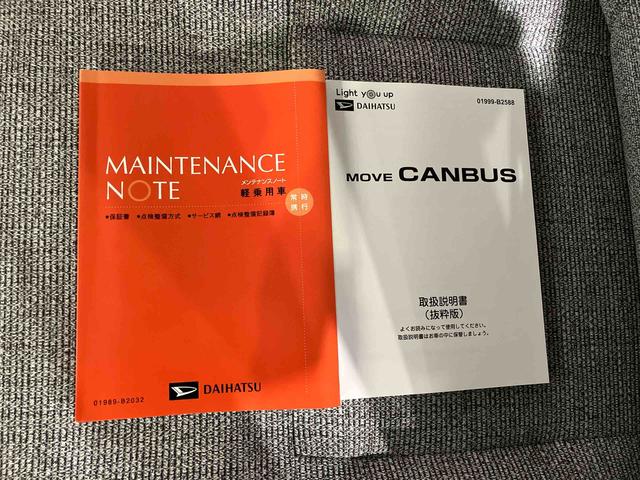 MAINTENANCE
NOTE
メンテナンスノート
軽乗用車
常時
携行
★保証書 ★点検整備方式 ★サービス網 ★点検整備記録簿
DAIHATSU
01989-B2032
Light you up
DAIHATSU
01999-B2588
MOVE CANBUS
取扱説明書
（抜粋版）
よくお読みになって使用してください。
取扱説明書はお車の中に保管しましょう。